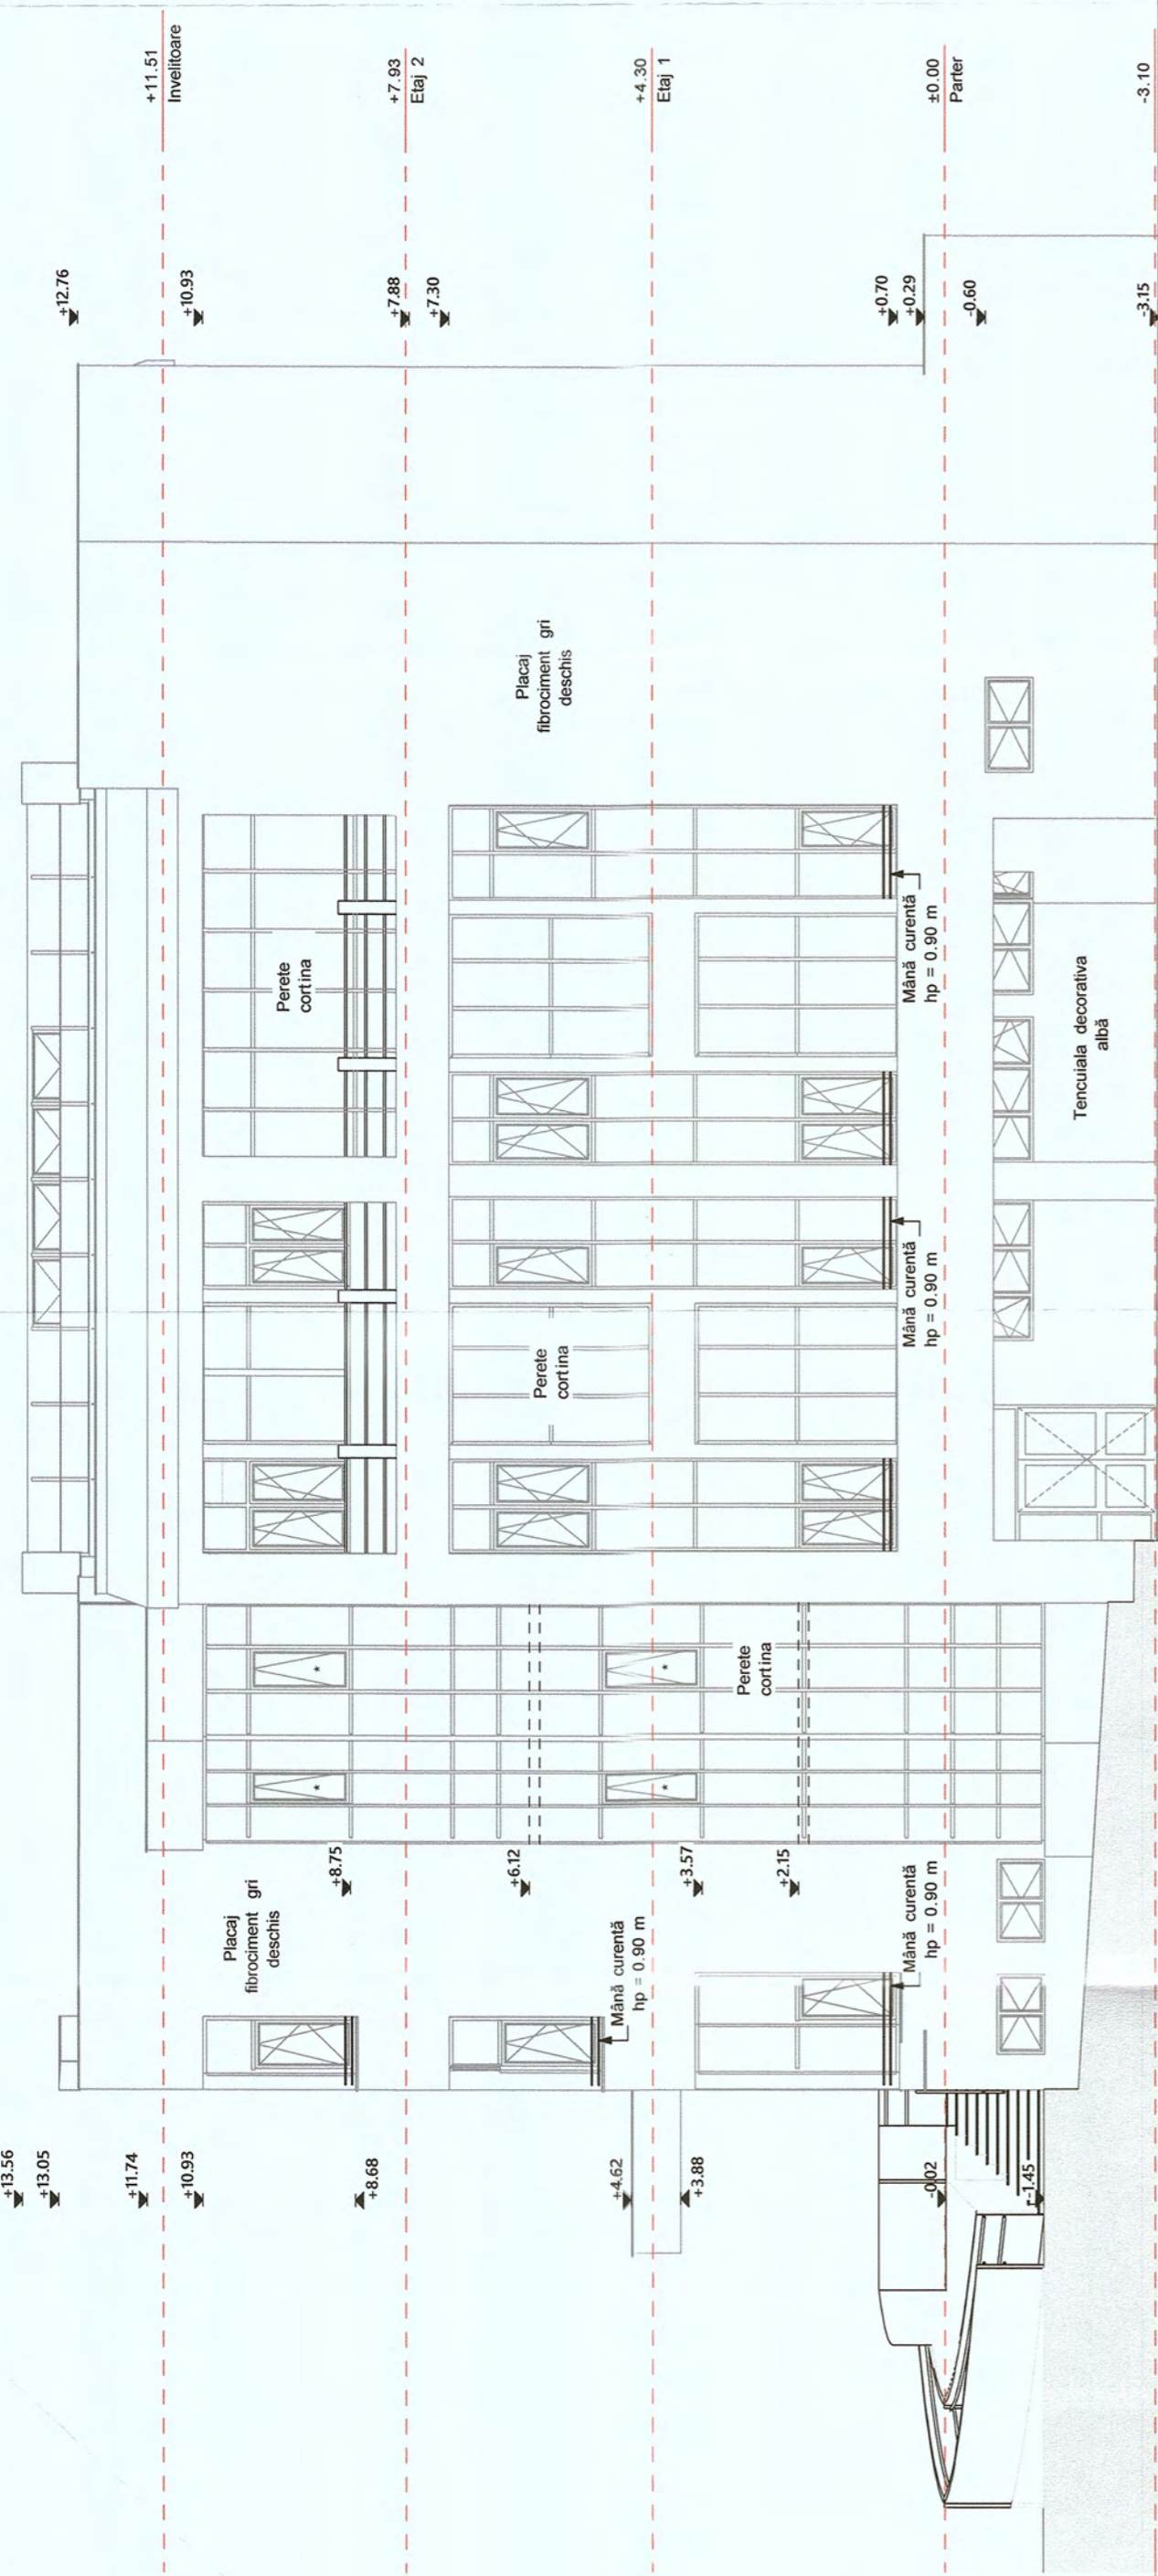 +11.51
Invelitoare
+7.93
Etaj 2
+4.30
Etaj 1
±0.00
Parter
-3.10
+12.76
+10.93
+7.88
+7.30
+0.70
+0.29
-0.60
-3.15
Placaj
fibrociment gri
deschis
Perete
cortina
Mână curentă
hp = 0.90 m
Tencuiala decorativa
albă
Mână curentă
hp = 0.90 m
Perete
cortina
Perete
cortina
+8.75
+6.12
+3.57
+2.15
Placaj
fibrociment gri
deschis
Mână curentă
hp = 0.90 m
Mână curentă
hp = 0.90 m
+13.56
+13.05
+11.74
+10.93
+8.68
+4.62
+3.88
-0.02
-1.45